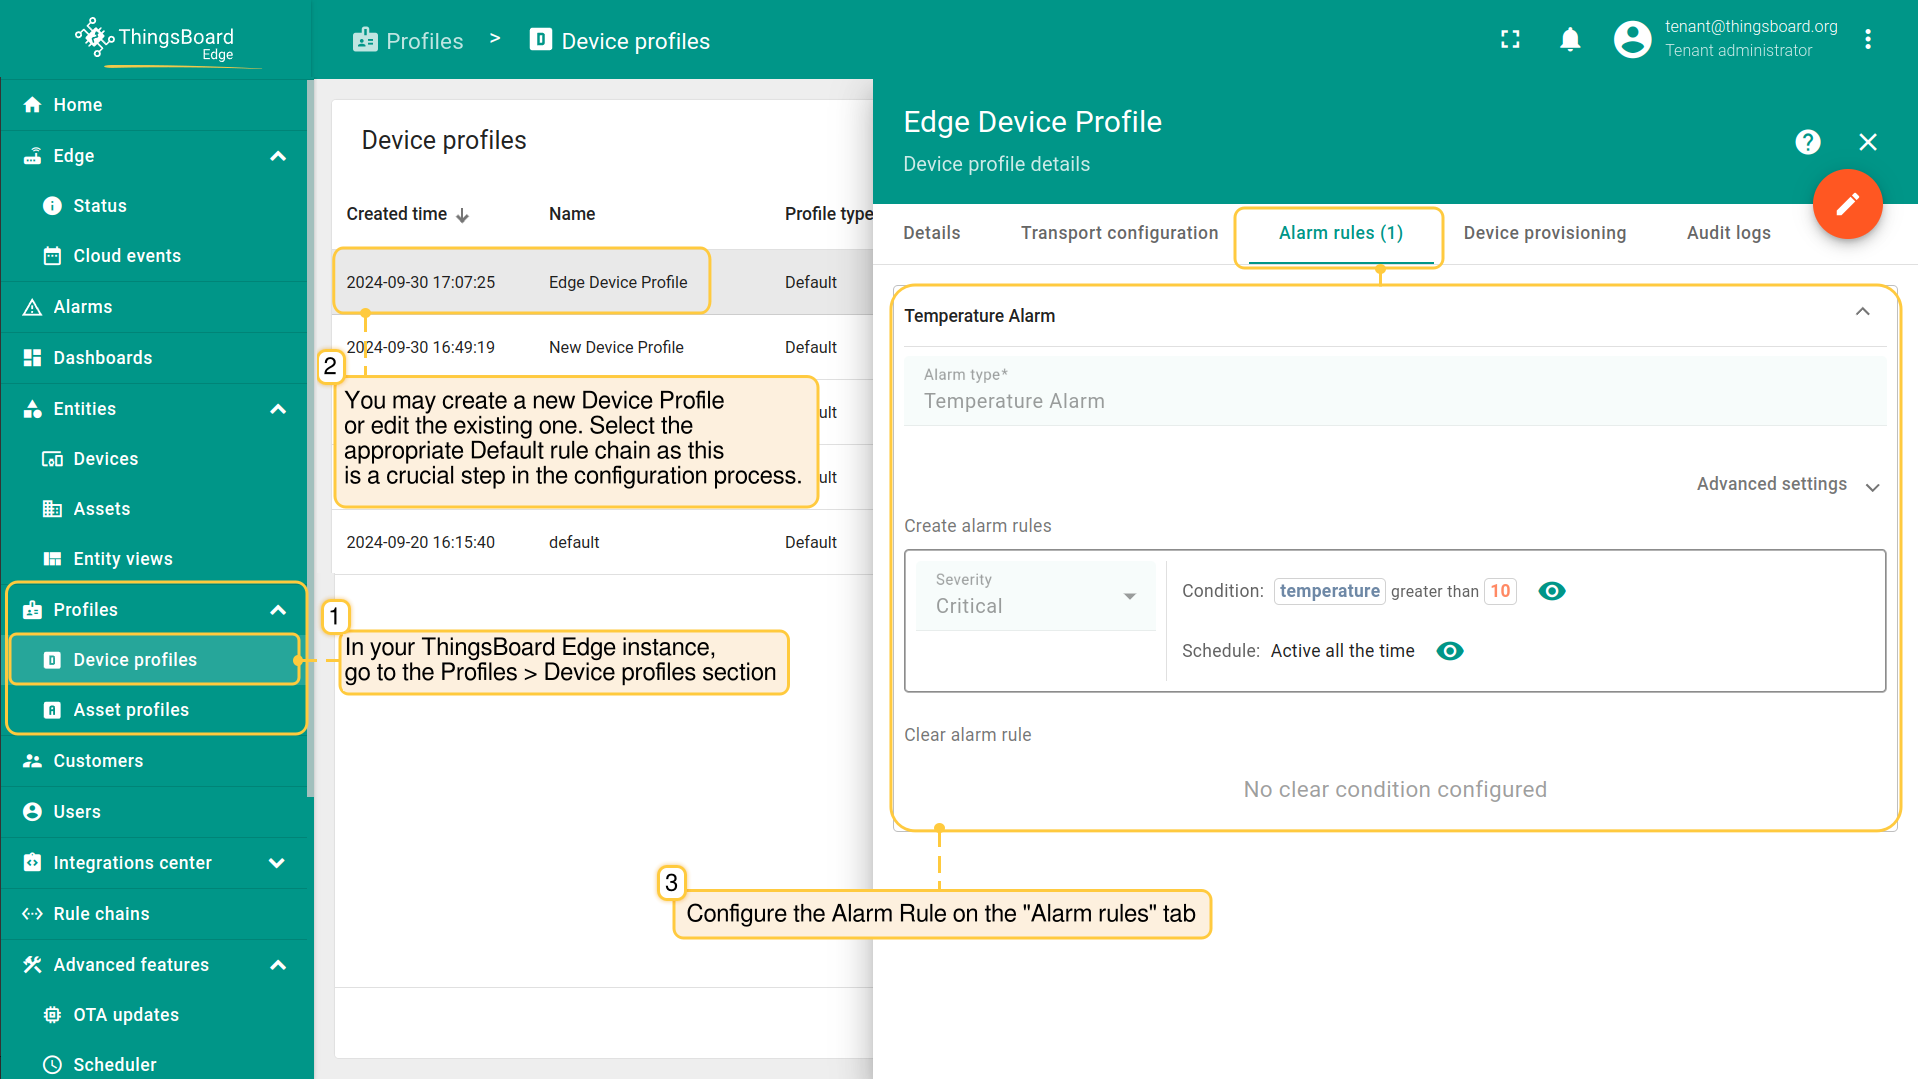 ThingsBoard
Edge
Profiles > Device profiles
tenant@thingsboard.org
Tenant administrator
Home
Edge
Status
Cloud events
Alarms
Dashboards
Entities
Devices
Assets
Entity views
Profiles
Device profiles
Asset profiles
Customers
Users
Integrations center
Rule chains
Advanced features
OTA updates
Scheduler
Device profiles
Created time Name Profile type
2024-09-30 17:07:25 Edge Device Profile Default
2024-09-30 16:49:19 New Device Profile Default
ult
ult
2024-09-20 16:15:40 default Default
2
You may create a new Device Profile
or edit the existing one. Select the
appropriate Default rule chain as this
is a crucial step in the configuration process.
1
In your ThingsBoard Edge instance,
go to the Profiles > Device profiles section
Edge Device Profile
Device profile details
Details Transport configuration Alarm rules (1) Device provisioning Audit logs
Temperature Alarm
Alarm type*
Temperature Alarm
Advanced settings
Create alarm rules
Severity
Critical
Condition: temperature greater than 10
Schedule: Active all the time
Clear alarm rule
No clear condition configured
3
Configure the Alarm Rule on the "Alarm rules" tab